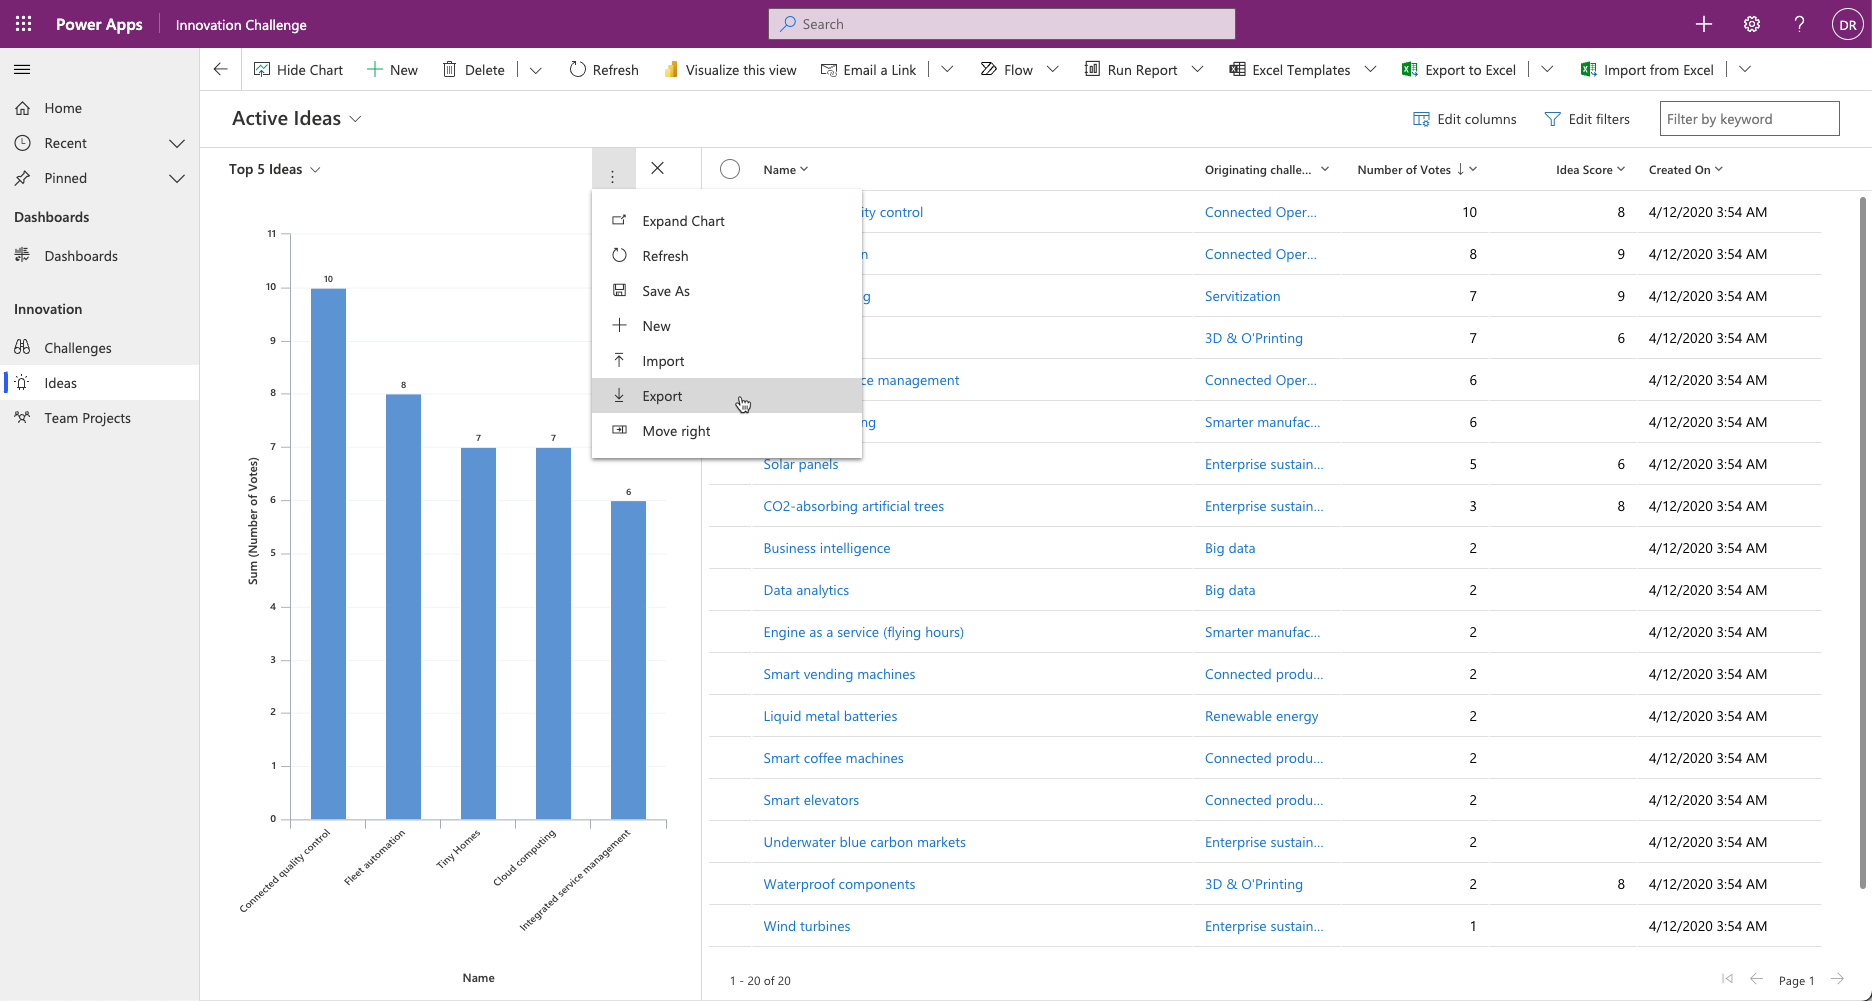 Power Apps
Innovation Challenge
Search
DR
Hide Chart
New
Delete
Refresh
Visualize this view
Email a Link
Flow
Run Report
Excel Templates
Export to Excel
Import from Excel
Home
Recent
Pinned
Dashboards
Dashboards
Innovation
Challenges
Ideas
Team Projects
Active Ideas
Edit columns
Edit filters
Filter by keyword
Top 5 Ideas
Expand Chart
Refresh
Save As
New
Import
Export
Move right
Sum (Number of Votes)
11
10
9
8
7
6
5
4
3
2
1
0
10
8
7
7
6
Connected quality control
Fleet automation
Tiny Homes
Cloud computing
Integrated service management
Name
Name Originating challe... Number of Votes Idea Score Created On
ity control Connected Oper... 10 8 4/12/2020 3:54 AM
n Connected Oper... 8 9 4/12/2020 3:54 AM
g Servitization 7 9 4/12/2020 3:54 AM
3D & O'Printing 7 6 4/12/2020 3:54 AM
ce management Connected Oper... 6 4/12/2020 3:54 AM
ng Smarter manufac... 6 4/12/2020 3:54 AM
Solar panels Enterprise sustain... 5 6 4/12/2020 3:54 AM
CO2-absorbing artificial trees Enterprise sustain... 3 8 4/12/2020 3:54 AM
Business intelligence Big data 2 4/12/2020 3:54 AM
Data analytics Big data 2 4/12/2020 3:54 AM
Engine as a service (flying hours) Smarter manufac... 2 4/12/2020 3:54 AM
Smart vending machines Connected produ... 2 4/12/2020 3:54 AM
Liquid metal batteries Renewable energy 2 4/12/2020 3:54 AM
Smart coffee machines Connected produ... 2 4/12/2020 3:54 AM
Smart elevators Connected produ... 2 4/12/2020 3:54 AM
Underwater blue carbon markets Enterprise sustain... 2 4/12/2020 3:54 AM
Waterproof components 3D & O'Printing 2 8 4/12/2020 3:54 AM
Wind turbines Enterprise sustain... 1 4/12/2020 3:54 AM
1 - 20 of 20
Page 1